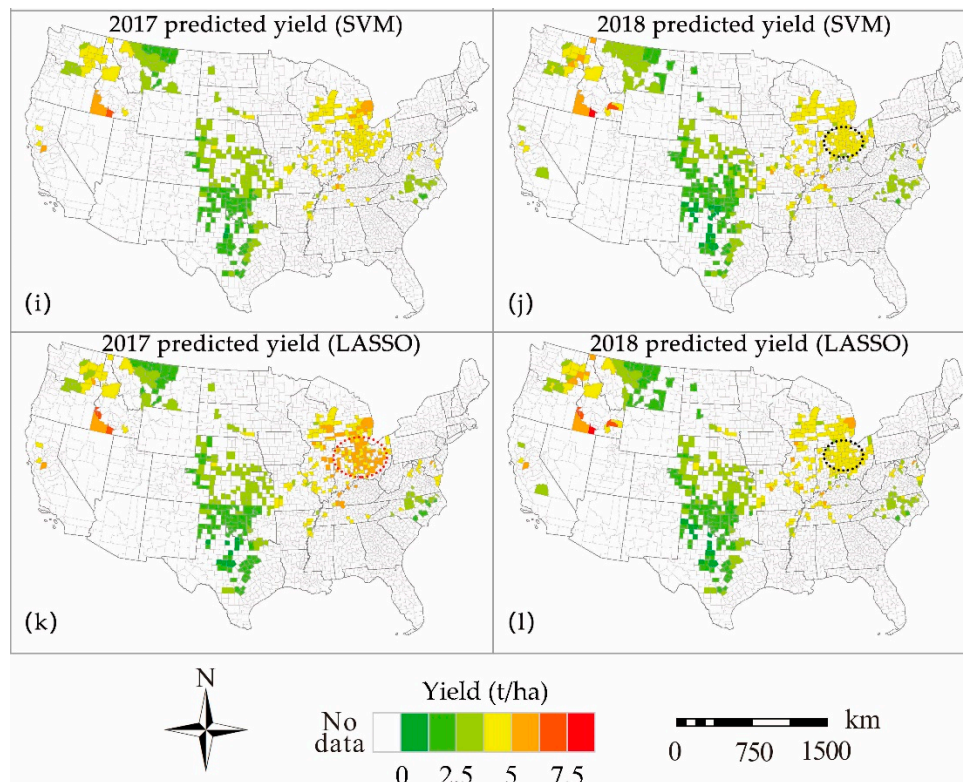 2017 predicted yield (SVM)
2018 predicted yield (SVM)
(i)
(j)
2017 predicted yield (LASSO)
2018 predicted yield (LASSO)
(k)
(l)
N
Yield (t/ha)
No
data
0 2.5 5 7.5
km
0 750 1500